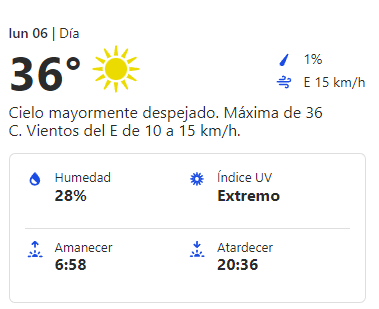 lun 06 | Día
36°
1%
E 15 km/h
Cielo mayormente despejado. Máxima de 36
C. Vientos del E de 10 a 15 km/h.
Humedad
28%
Índice UV
Extremo
Amanecer
6:58
Atardecer
20:36